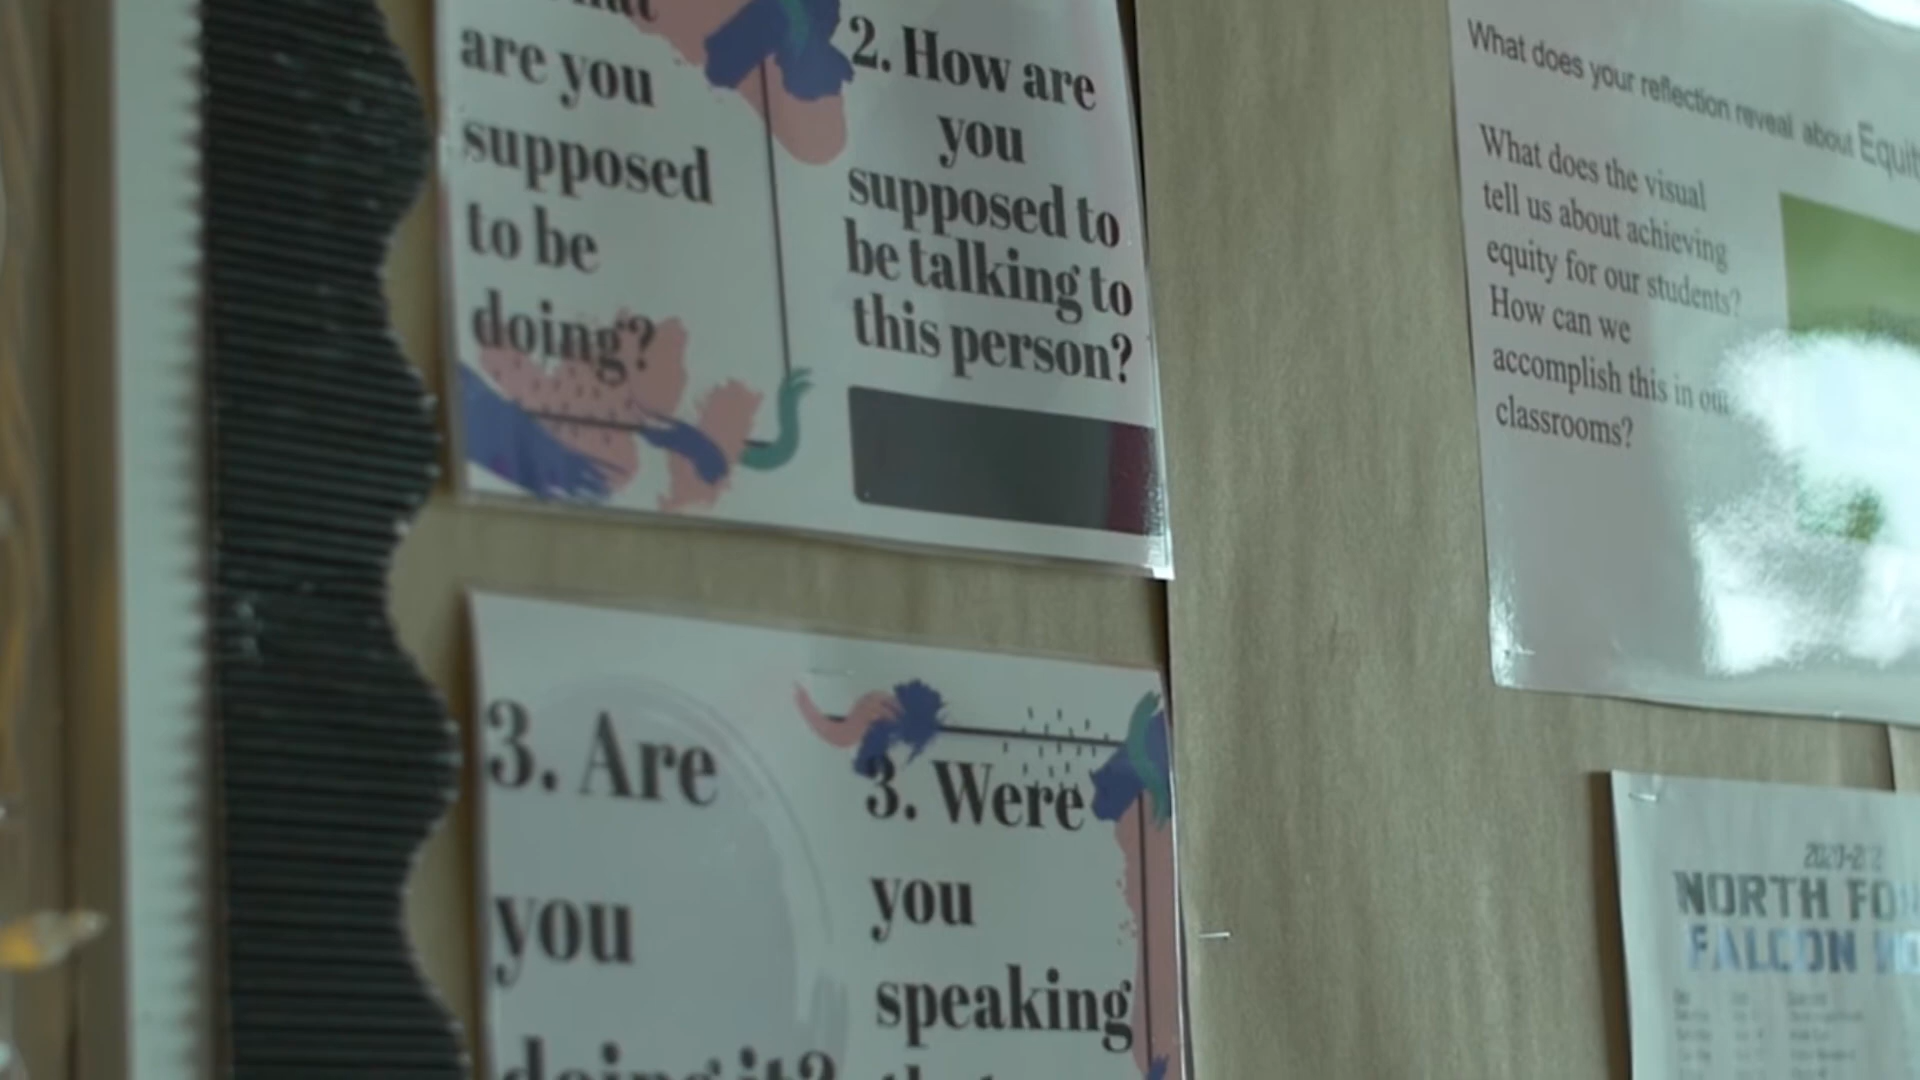 are you
supposed
to be
doing?
2. How are
you
supposed to
be talking to
this person?
3. Are
you
doing it?
3. Were
you
speaking
What does your reflection reveal about
What does the visual
tell us about achieving
equity for our students?
How can we
accomplish this in our
classrooms?
NORTH
FALCON